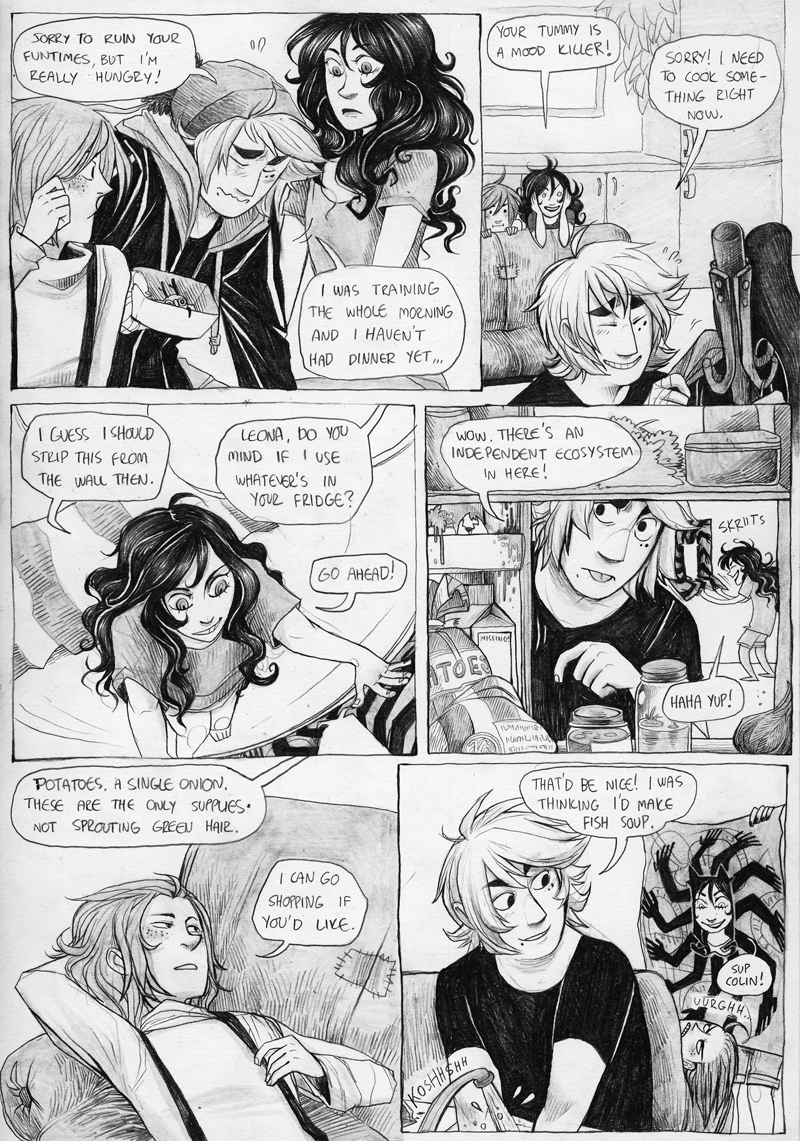 SORRY TO RUIN YOUR
FUNTIMES, BUT I'M
REALLY HUNGRY!
I WAS TRAINING
THE WHOLE MORNING
AND I HAVEN'T
HAD DINNER YET...
YOUR TUMMY IS
A MOOD KILLER!
SORRY! I NEED
TO COOK SOME-
THING RIGHT
NOW.
I GUESS I SHOULD
STRIP THIS FROM
THE WALL THEN.
LEONA, DO YOU
MIND IF I USE
WHATEVER'S IN
YOUR FRIDGE?
GO AHEAD!
WOW. THERE'S AN
INDEPENDENT ECOSYSTEM
IN HERE!
SKRIITS
MISSING!
ATOES
HAHA YUP!
POTATOES. A SINGLE ONION.
THESE ARE THE ONLY SUPPLIES
NOT SPROUTING GREEN HAIR.
I CAN GO
SHOPPING IF
YOU'D LIKE.
THAT'D BE NICE! I WAS
THINKING I'D MAKE
FISH SOUP.
SUP
COLIN!
UÜRGHH..
KOSHHSHH